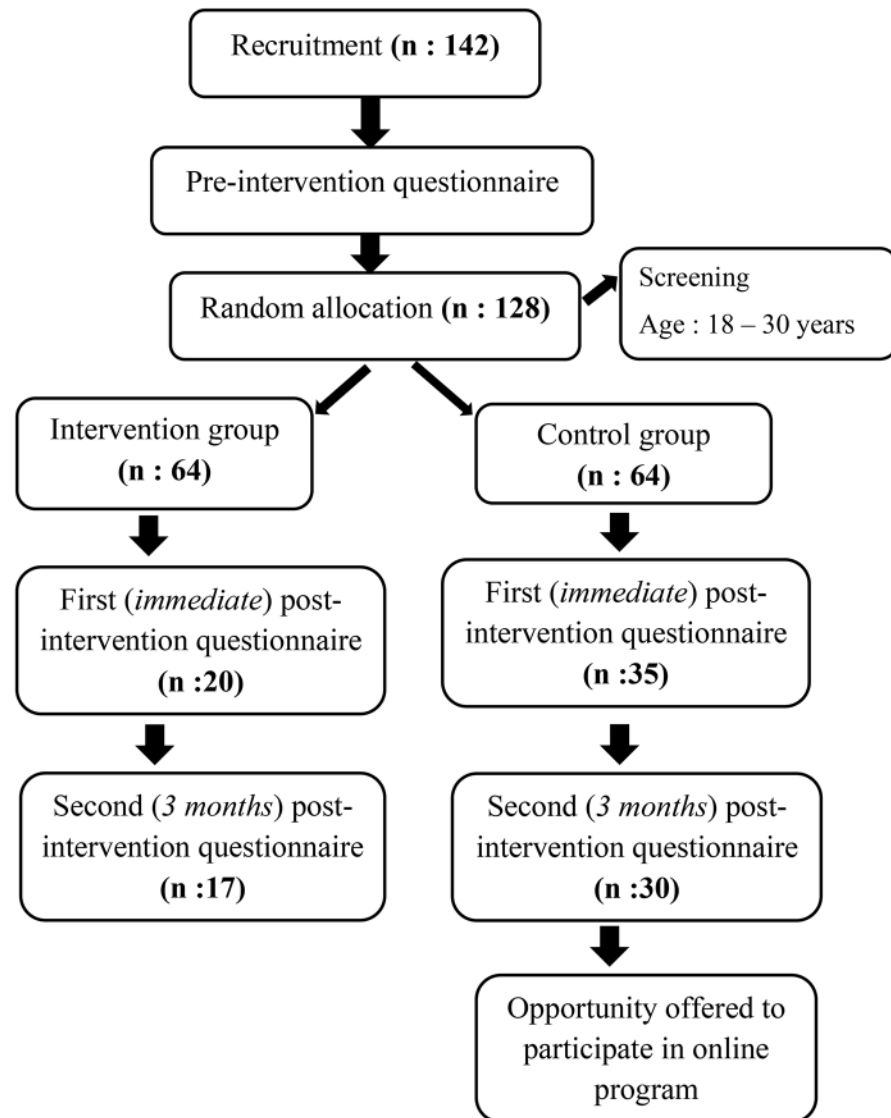 Recruitment (n : 142)
Pre-intervention questionnaire
Random allocation (n : 128)
Screening
Age : 18 – 30 years
Intervention group
(n : 64)
Control group
(n : 64)
First (immediate) post-
intervention questionnaire
(n :20)
First (immediate) post-
intervention questionnaire
(n :35)
Second (3 months) post-
intervention questionnaire
(n :17)
Second (3 months) post-
intervention questionnaire
(n :30)
Opportunity offered to
participate in online
program